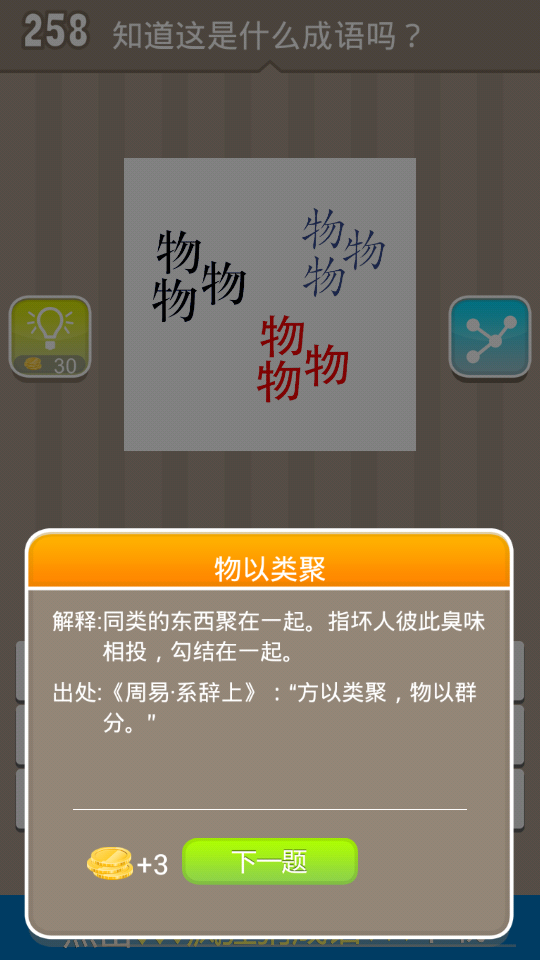 258 知道这是什么成语吗？
物 物
物 物
物 物
物
物 物
30
物以类聚
解释:同类的东西聚在一起。指坏人彼此臭味
相投，勾结在一起。
出处:《周易·系辞上》：“方以类聚，物以群
分。”
+3 下一题